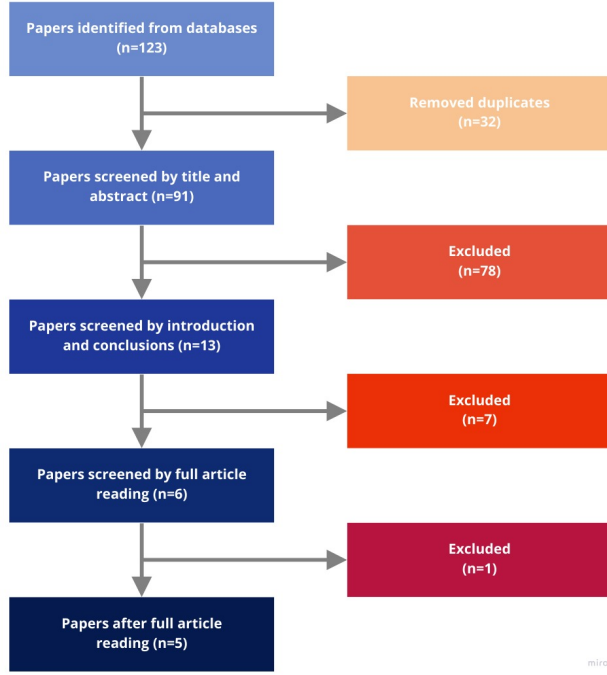 Papers identified from databases
(n=123)
Removed duplicates
(n=32)
Papers screened by title and
abstract (n=91)
Excluded
(n=78)
Papers screened by introduction
and conclusions (n=13)
Excluded
(n=7)
Papers screened by full article
reading (n=6)
Excluded
(n=1)
Papers after full article
reading (n=5)
miro